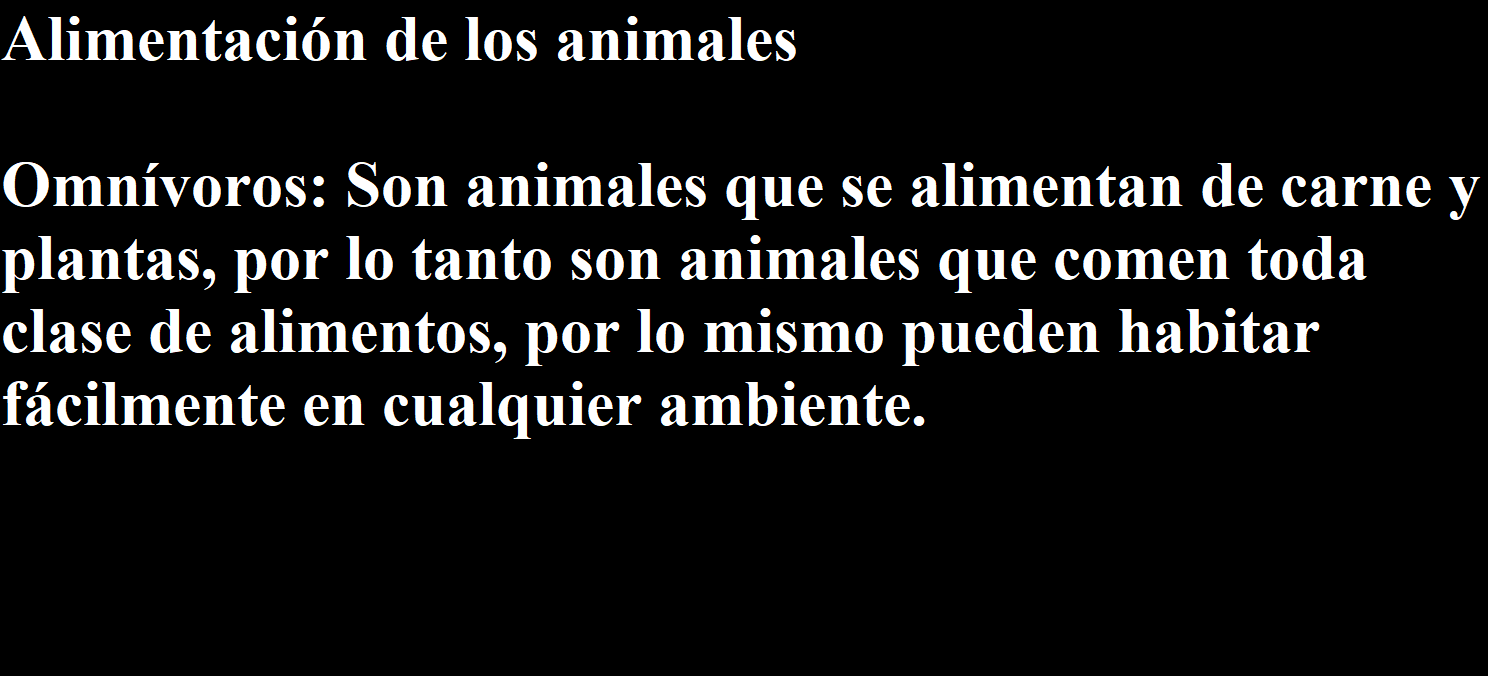 Alimentación de los animales
Omnívoros: Son animales que se alimentan de carne y
plantas, por lo tanto son animales que comen toda
clase de alimentos, por lo mismo pueden habitar
fácilmente en cualquier ambiente.